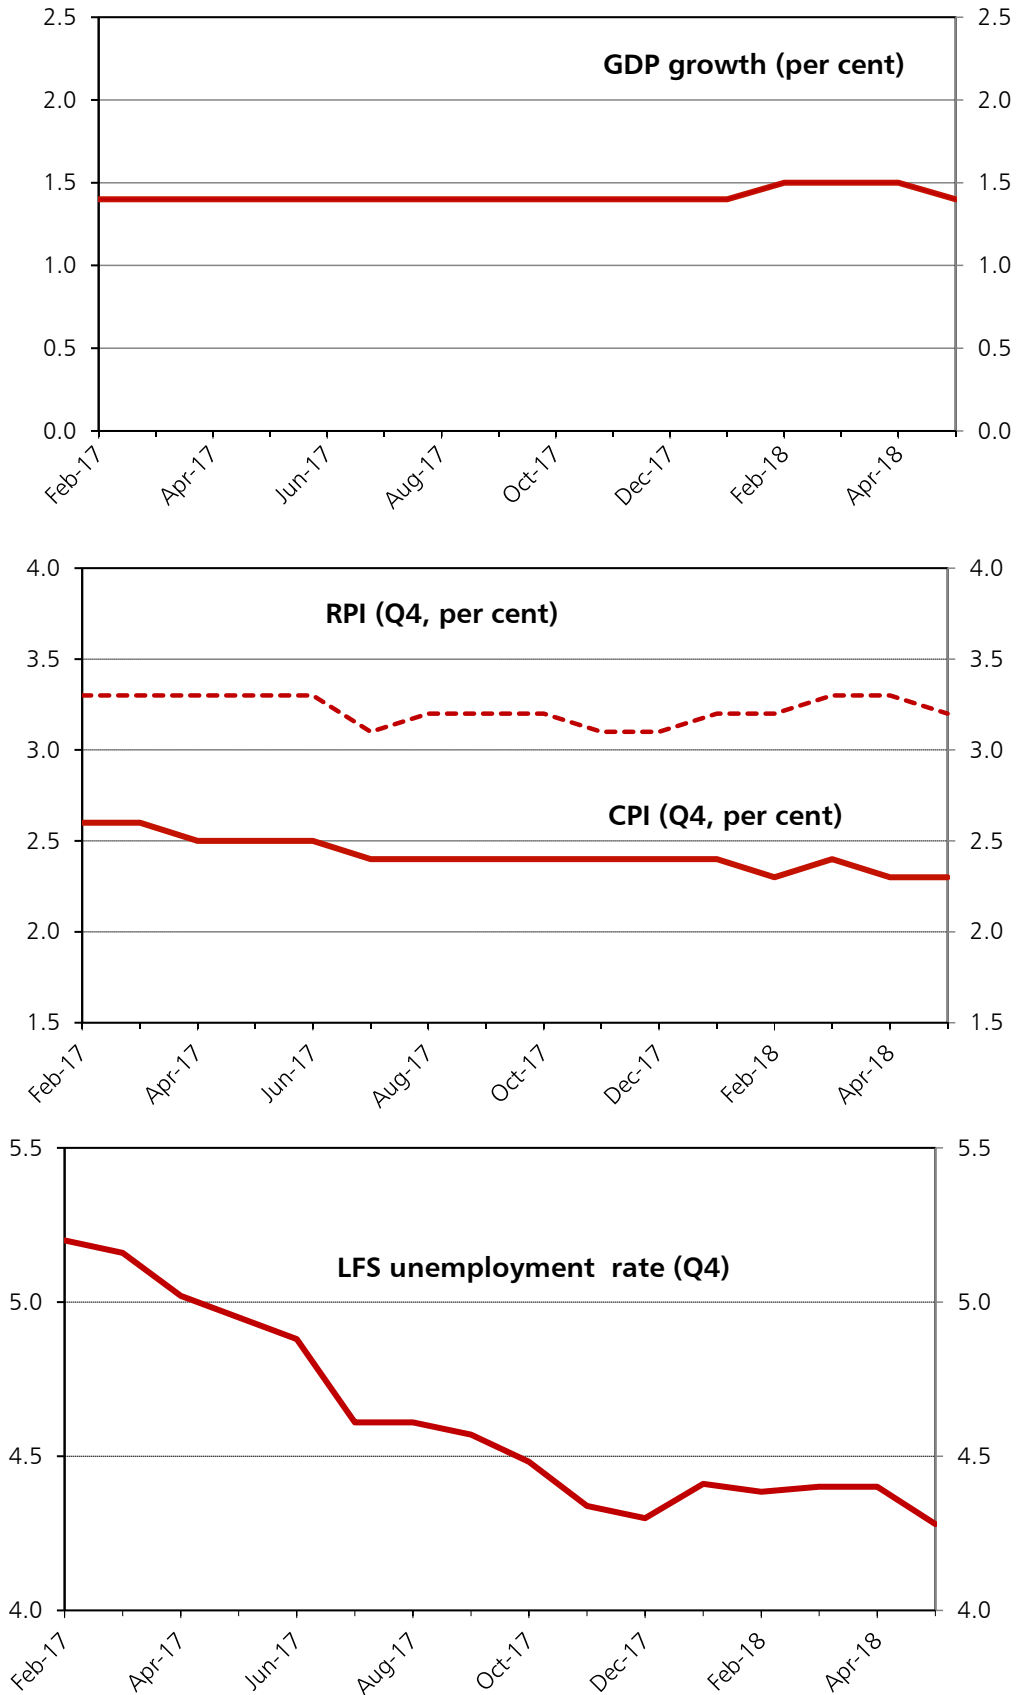 2.5 2.5
GDP growth (per cent)
2.0 2.0
1.5 1.5
1.0 1.0
0.5 0.5
0.0 0.0
Feb-17 Apr-17 Jun-17 Aug-17 Oct-17 Dec-17 Feb-18 Apr-18
4.0 4.0
RPI (Q4, per cent)
3.5 3.5
3.0 3.0
CPI (Q4, per cent)
2.5 2.5
2.0 2.0
1.5 1.5
Feb-17 Apr-17 Jun-17 Aug-17 Oct-17 Dec-17 Feb-18 Apr-18
5.5 5.5
LFS unemployment rate (Q4)
5.0 5.0
4.5 4.5
4.0 4.0
Feb-17 Apr-17 Jun-17 Aug-17 Oct-17 Dec-17 Feb-18 Apr-18